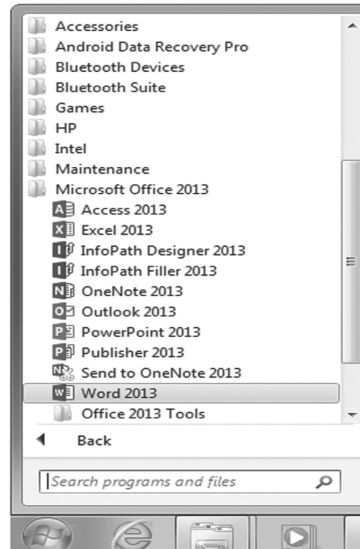 Accessories
Android Data Recovery Pro
Bluetooth Devices
Bluetooth Suite
Games
HP
Intel
Maintenance
Microsoft Office 2013
Access 2013
Excel 2013
InfoPath Designer 2013
InfoPath Filler 2013
OneNote 2013
Outlook 2013
PowerPoint 2013
Publisher 2013
Send to OneNote 2013
Word 2013
Office 2013 Tools
Back
Search programs and files